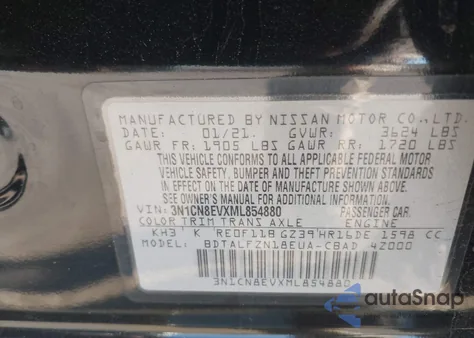 MANUFACTURED BY NISSAN MOTOR CO., LTD.
DATE: 01/21. GVWR: 3624 LBS
GAWR FR: 1905 LBS GAWR RR: 1720 LBS
THIS VEHICLE CONFORMS TO ALL APPLICABLE FEDERAL MOTOR
VEHICLE SAFETY, BUMPER AND THEFT PREVENTION STANDARDS
IN EFFECT ON THE DATE OF MANUFACTURE SHOWN ABOVE.
SEE OWNER'S MANUAL FOR ADDITIONAL INFORMATION.
VIN: 3N1CN8EVXML854880 PASSENGER CAR.
COLOR TRIM TRANS AXLE ENGINE
KH3 K RE0F11B GZ39 HR16DE 1598 CC
MODEL: BDTALFZN18EUA-CBAD 42000
3N1CN8EVXML854880
autoSnap